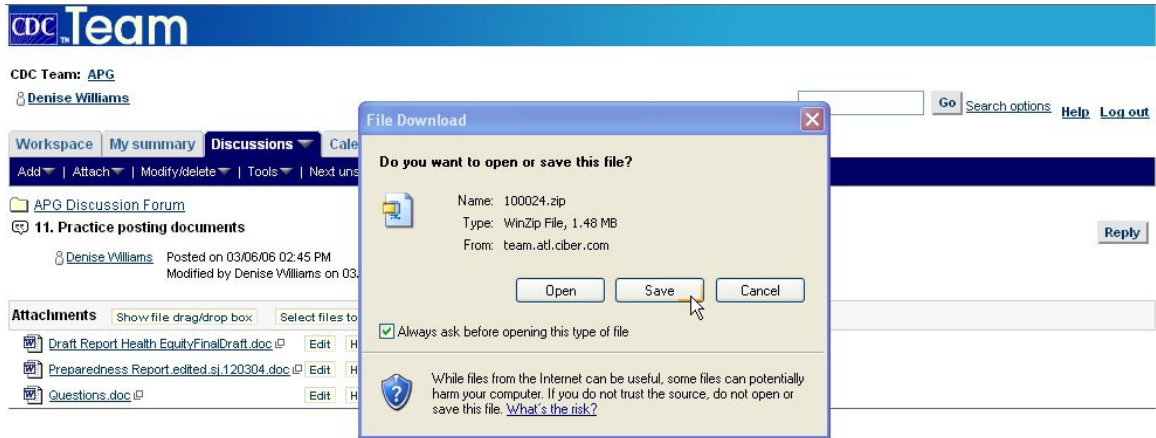 CDC TM Team
CDC Team: APG
Denise Williams
Go Search options Help Log out
Workspace My summary Discussions Cale
Add | Attach | Modify/delete | Tools | Next uns
APG Discussion Forum
11. Practice posting documents
Reply
Denise Williams Posted on 03/06/06 02:45 PM
Modified by Denise Williams on 03.
Attachments Show file drag/drop box Select files to
Draft Report Health EquityFinalDraft.doc Edit H
Preparedness Report.edited.sj.120304.doc Edit H
Questions.doc Edit H
File Download
Do you want to open or save this file?
Name: 100024.zip
Type: WinZip File, 1.48 MB
From: team.atl.ciber.com
Open Save Cancel
Always ask before opening this type of file
While files from the Internet can be useful, some files can potentially
harm your computer. If you do not trust the source, do not open or
save this file. What's the risk?